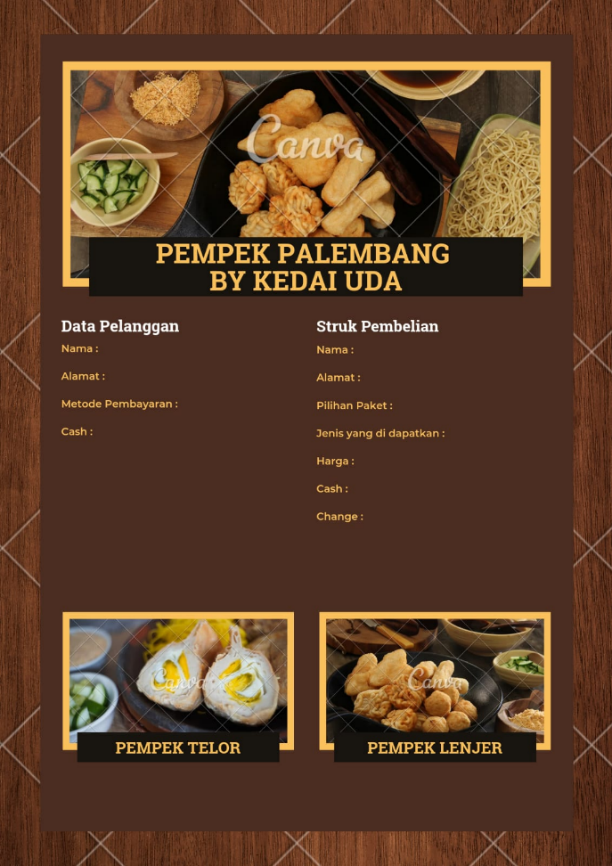 Canva
PEMPEK PALEMBANG
BY KEDAI UDA
Data Pelanggan
Nama :
Alamat :
Metode Pembayaran :
Cash :
Struk Pembelian
Nama :
Alamat :
Pilihan Paket :
Jenis yang di dapatkan :
Harga :
Cash :
Change :
Canva
PEMPEK TELOR
Canva
PEMPEK LENJER